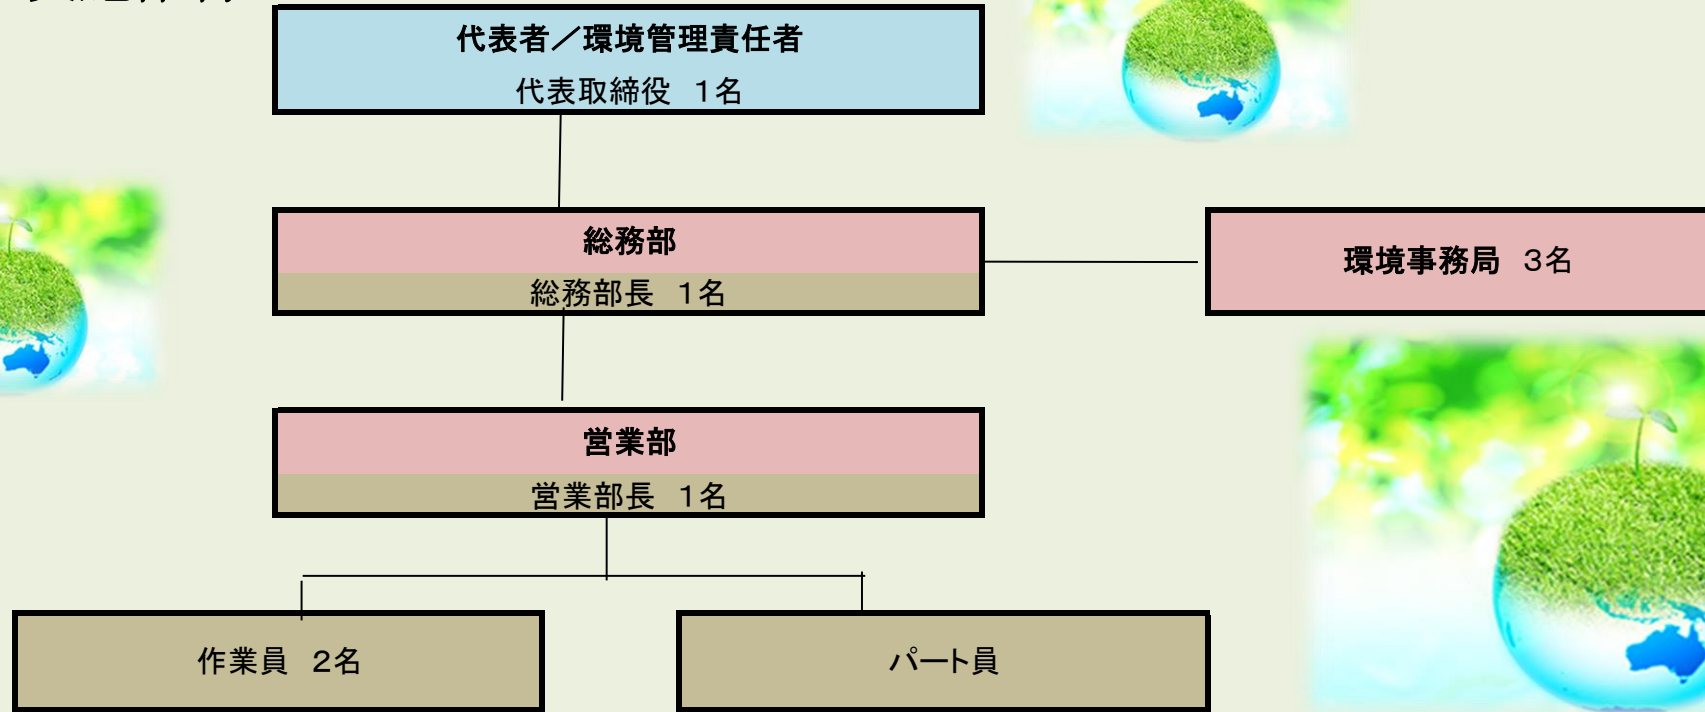 代表者／環境管理責任者
代表取締役　1名
総務部
総務部長　1名
環境事務局　3名
営業部
営業部長　1名
作業員　2名
パート員